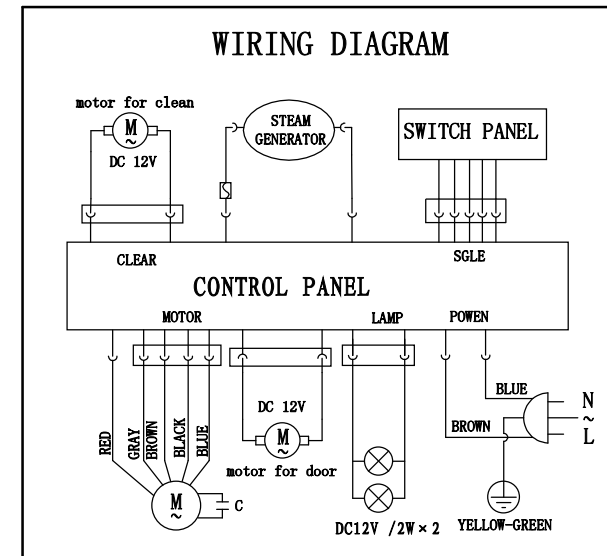 WIRING DIAGRAM
motor for clean
M
~
DC 12V
STEAM
GENERATOR
SWITCH PANEL
CLEAR
SGLE
CONTROL PANEL
MOTOR
LAMP
POWEN
RED
GRAY
BROWN
BLACK
BLUE
DC 12V
M
~
motor for door
M
~
C
DC12V /2W×2
BLUE
BROWN
N
~
L
YELLOW-GREEN